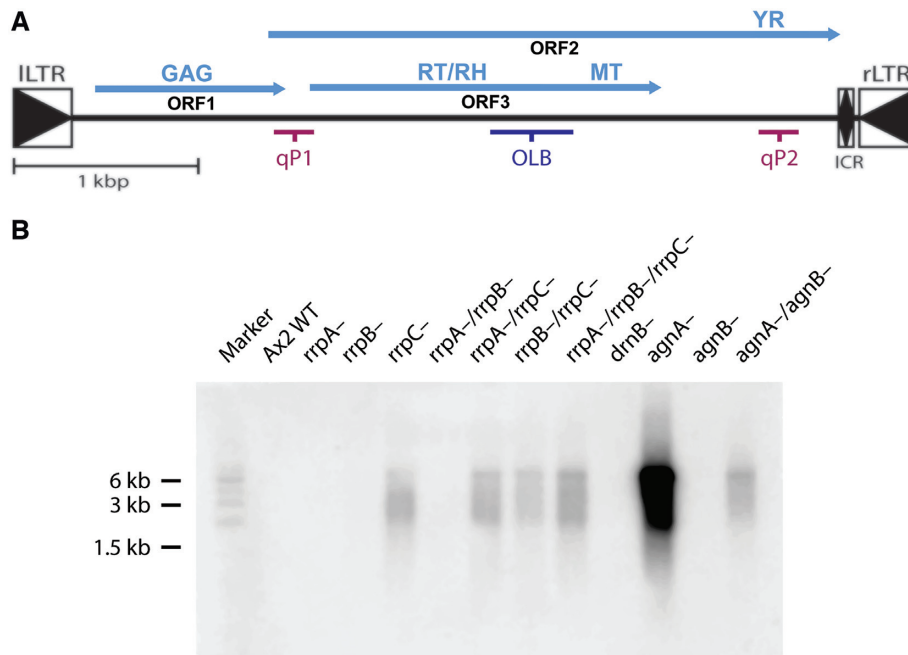 A
YR
ORF2
lLTR
GAG
RT/RH
MT
rLTR
ORF1
ORF3
qP1
OLB
qP2
ICR
1 kbp
B
Marker
Ax2 WT
rrpA–
rrpB–
rrpC–
rrpA–/rrpB–
rrpA–/rrpC–
rrpB–/rrpC–
rrpA–/rrpB–/rrpC–
drnB–
agnA–
agnB–
agnA–/agnB–
6 kb
3 kb
1.5 kb